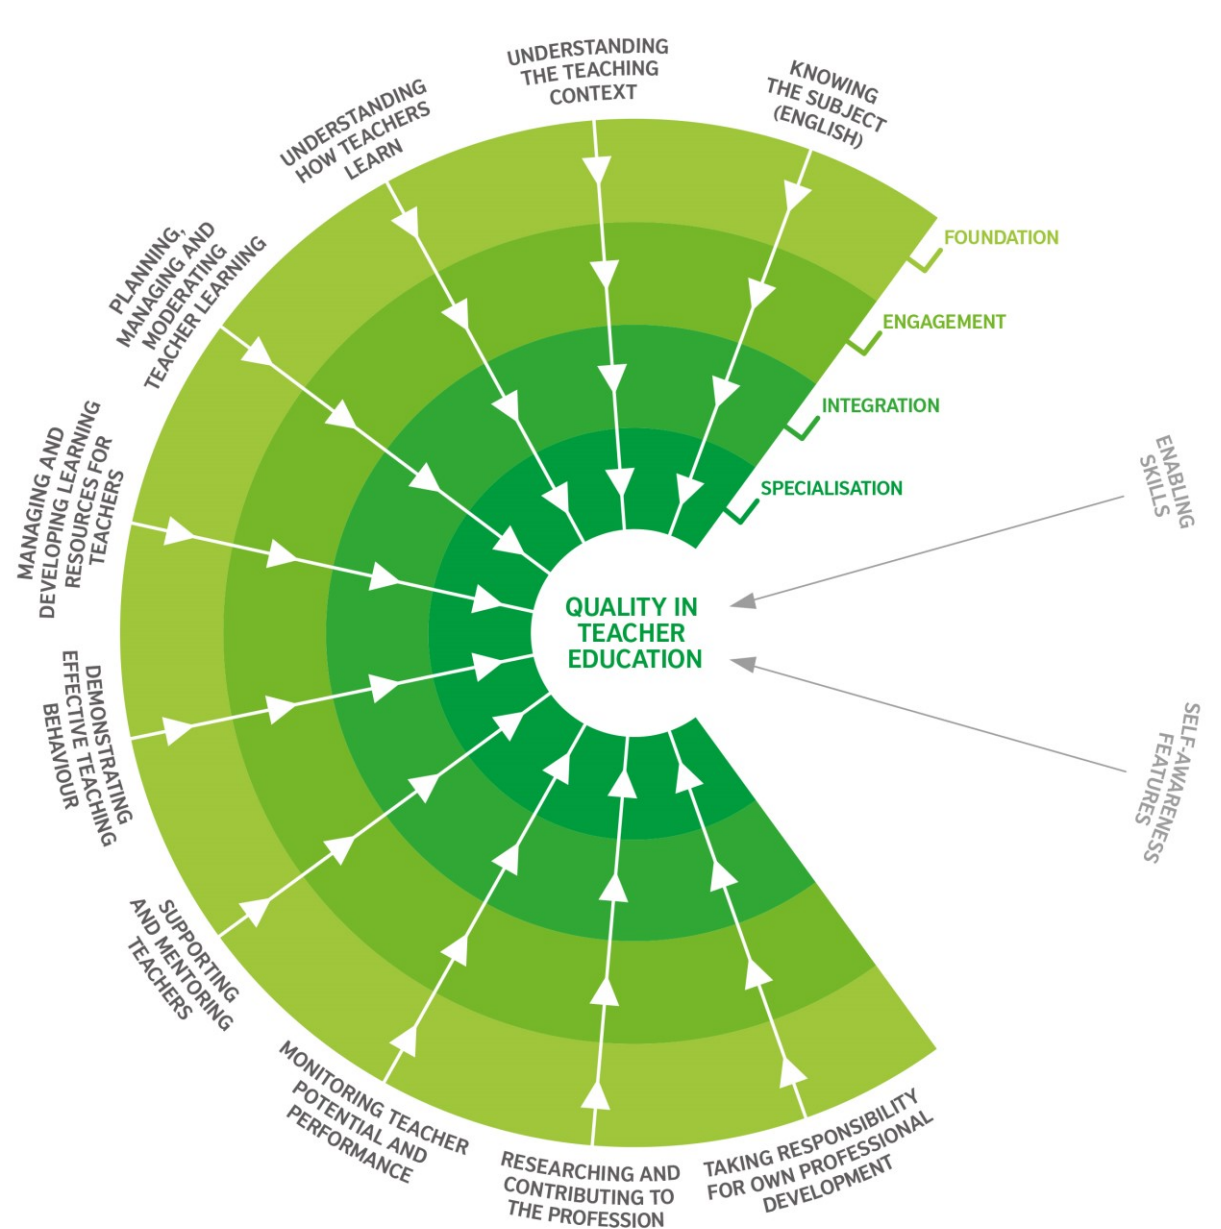 KNOWING
THE SUBJECT
(ENGLISH)
UNDERSTANDING
THE TEACHING
CONTEXT
UNDERSTANDING
HOW TEACHERS
LEARN
PLANNING,
MANAGING AND
MODERATING
TEACHER LEARNING
MANAGING AND
DEVELOPING LEARNING
RESOURCES FOR
TEACHERS
DEMONSTRATING
EFFECTIVE TEACHING
BEHAVIOUR
SUPPORTING
AND MENTORING
TEACHERS
MONITORING TEACHER
POTENTIAL AND
PERFORMANCE
RESEARCHING AND
CONTRIBUTING TO
THE PROFESSION
TAKING RESPONSIBILITY
FOR OWN PROFESSIONAL
DEVELOPMENT
FOUNDATION
ENGAGEMENT
INTEGRATION
SPECIALISATION
QUALITY IN
TEACHER
EDUCATION
ENABLING
SKILLS
SELF-AWARENESS
FEATURES